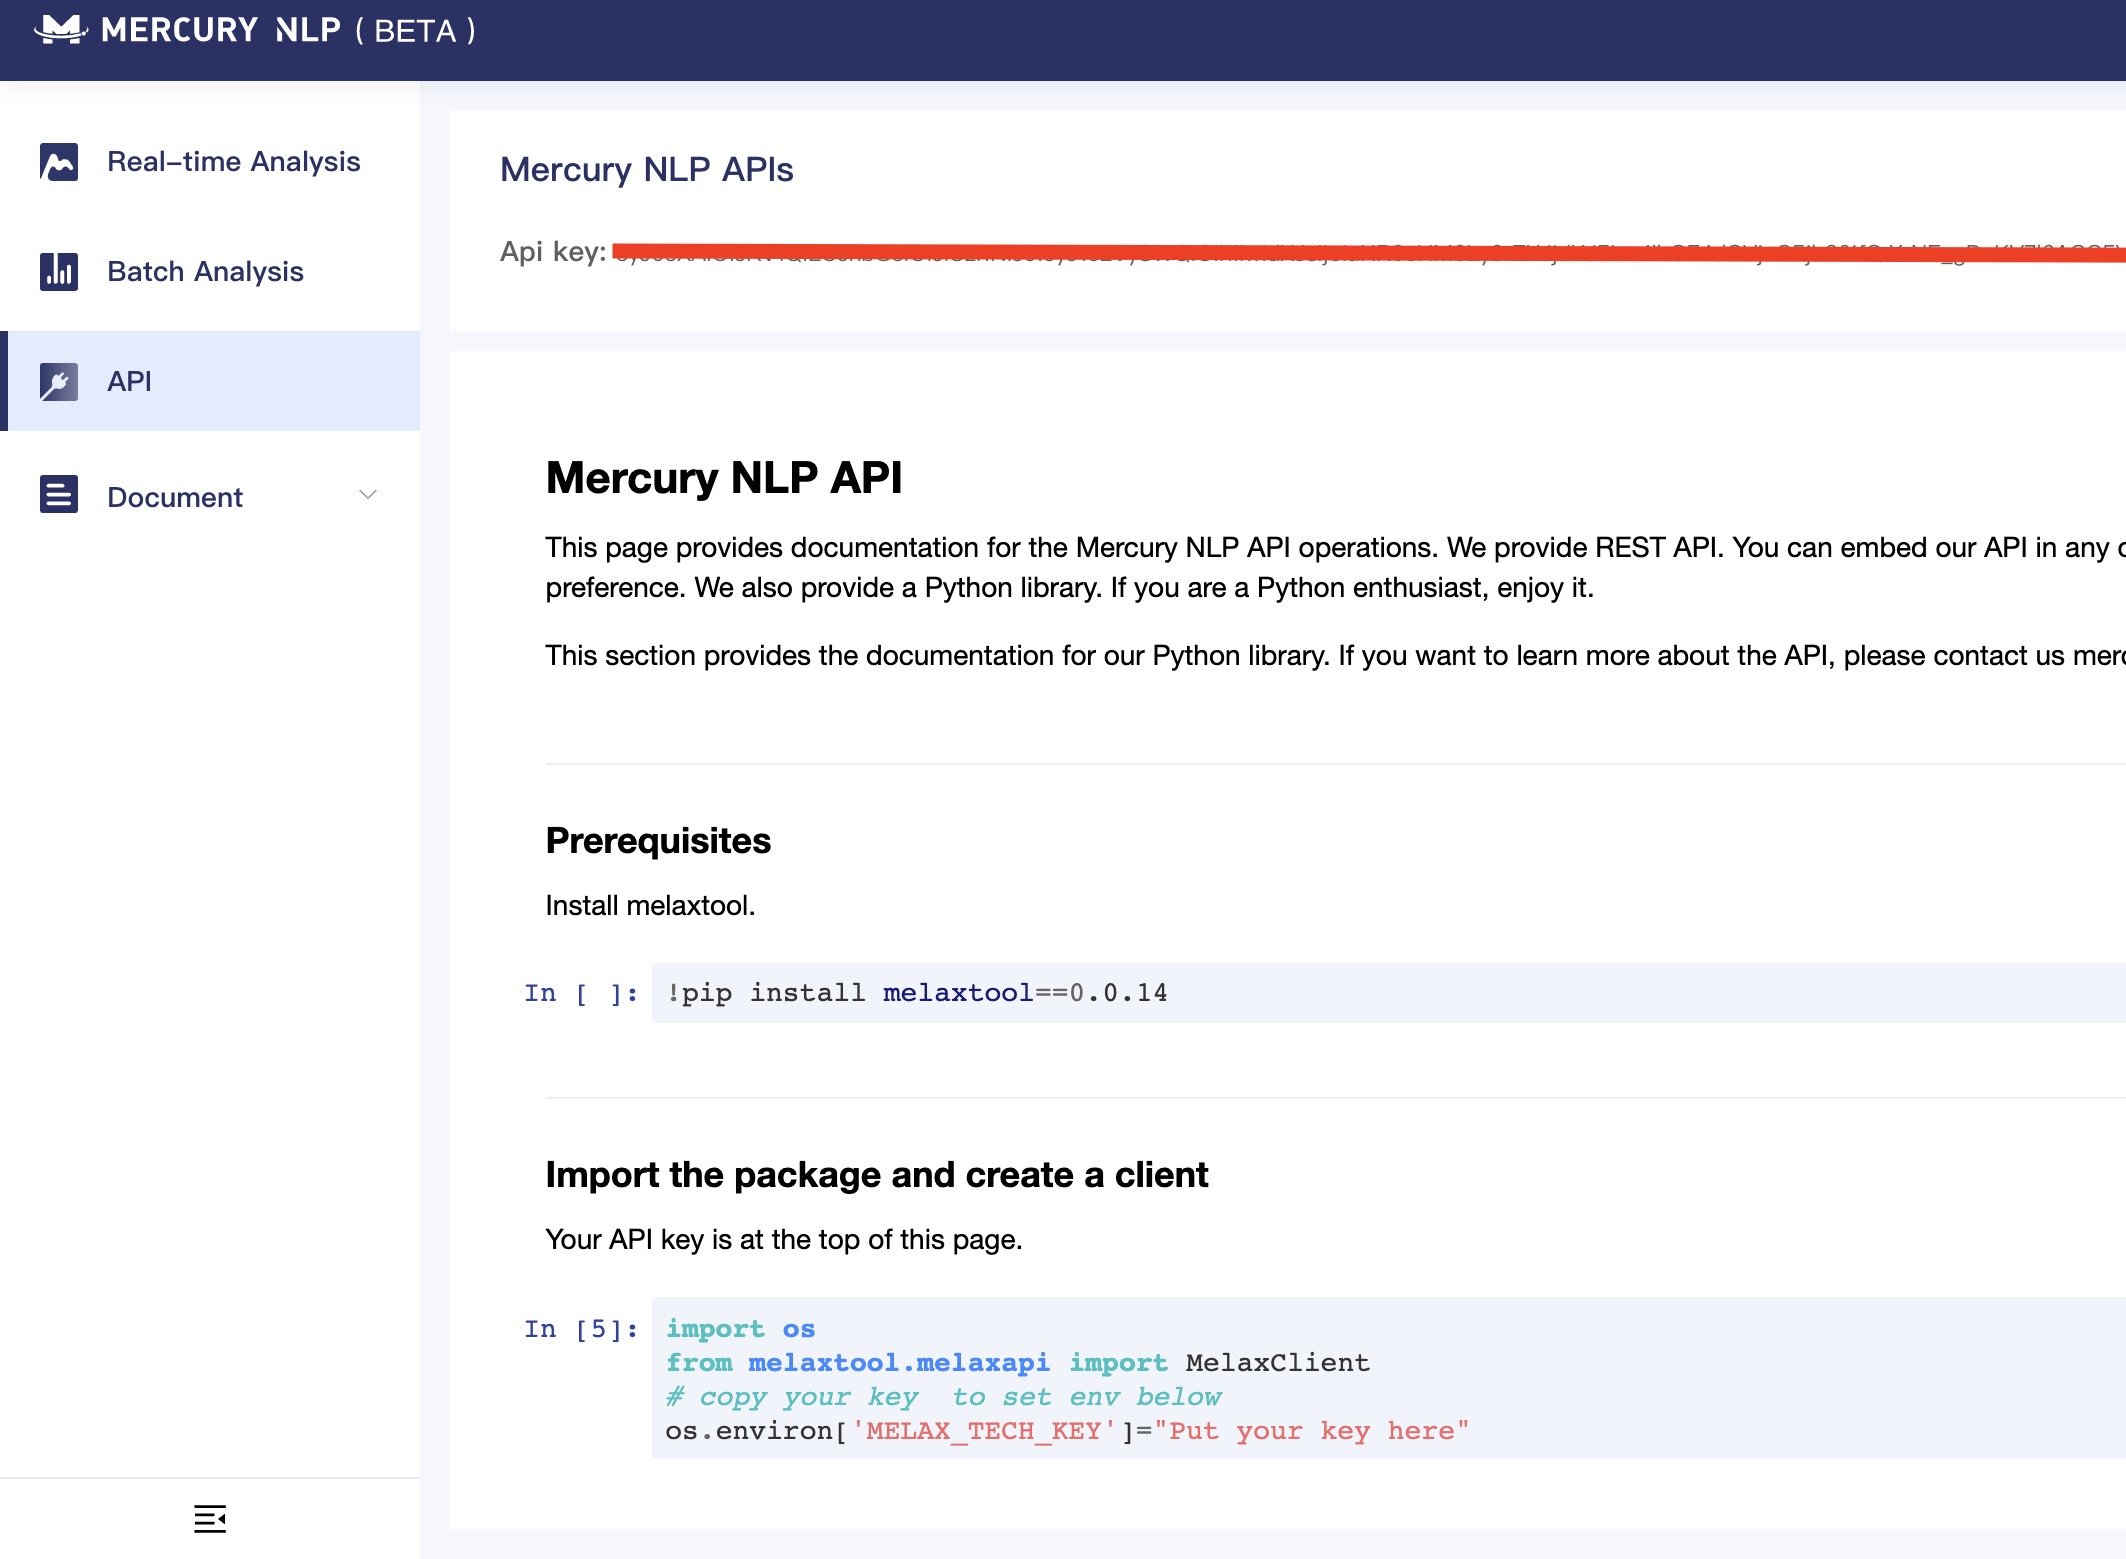 MERCURY NLP ( BETA )
Real-time Analysis
Batch Analysis
API
Document
Mercury NLP APIs
Api key:
Mercury NLP API
This page provides documentation for the Mercury NLP API operations. We provide REST API. You can embed our API in any
preference. We also provide a Python library. If you are a Python enthusiast, enjoy it.
This section provides the documentation for our Python library. If you want to learn more about the API, please contact us
Prerequisites
Install melaxtool.
In [ ]: !pip install melaxtool==0.0.14
Import the package and create a client
Your API key is at the top of this page.
In [5]: import os
from melaxtool.melaxapi import MelaxClient
# copy your key  to set env below
os.environ['MELAX_TECH_KEY']="Put your key here"